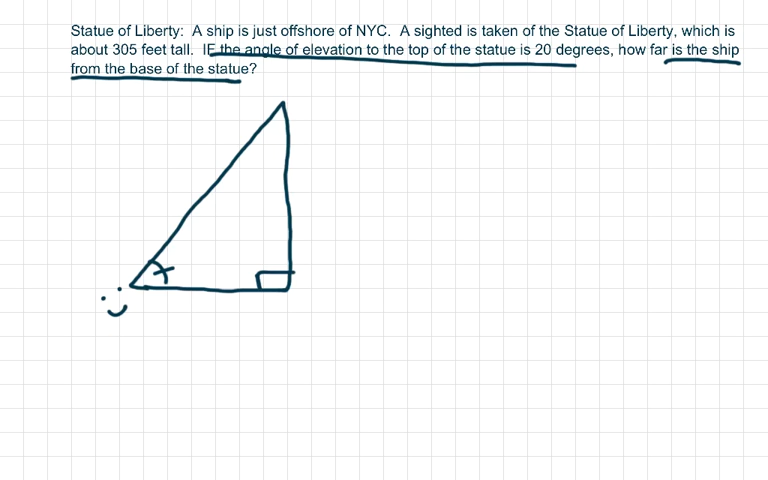 Statue of Liberty: A ship is just offshore of NYC. A sighted is taken of the Statue of Liberty, which is
about 305 feet tall. IF the angle of elevation to the top of the statue is 20 degrees, how far is the ship
from the base of the statue?
x